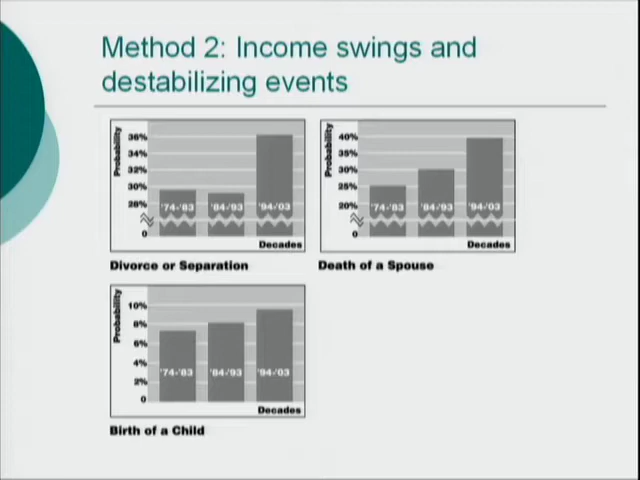 Method 2: Income swings and
destabilizing events
Probability
36%
34%
32%
30%
28%
0
'74-'83
'84-'93
'94-'03
Decades
Divorce or Separation
Probability
40%
35%
30%
25%
20%
0
'74-'83
'84-'93
'94-'03
Decades
Death of a Spouse
Probability
10%
8%
6%
4%
2%
0
'74-'83
'84-'93
'94-'03
Decades
Birth of a Child